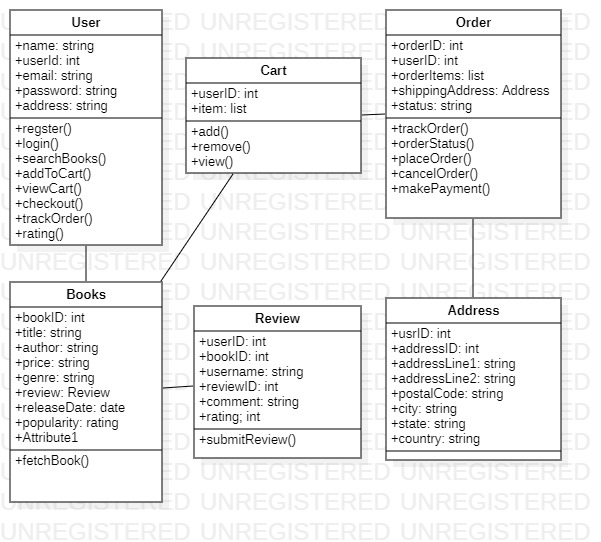 User
+name: string
+userId: int
+email: string
+password: string
+address: string
+regster()
+login()
+searchBooks()
+addToCart()
+viewCart()
+checkout()
+trackOrder()
+rating()
Cart
+userID: int
+item: list
+add()
+remove()
+view()
Order
+orderID: int
+userID: int
+orderItems: list
+shippingAddress: Address
+status: string
+trackOrder()
+orderStatus()
+placeOrder()
+cancelOrder()
+makePayment()
Books
+bookID: int
+title: string
+author: string
+price: string
+genre: string
+review: Review
+releaseDate: date
+popularity: rating
+Attribute1
+fetchBook()
Review
+userID: int
+bookID: int
+username: string
+reviewID: int
+comment: string
+rating; int
+submitReview()
Address
+usrID: int
+addressID: int
+addressLine1: string
+addressLine2: string
+postalCode: string
+city: string
+state: string
+country: string
UNREGISTERED UNREGISTERED UNREGISTERED